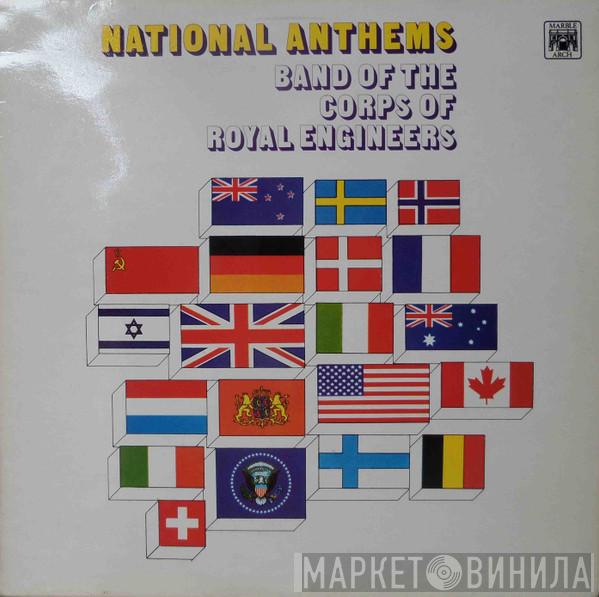 NATIONAL ANTHEMS
MARBLE
ARCH
BAND OF THE
CORPS OF
ROYAL ENGINEERS
МАРКЕТ ВИНИЛА